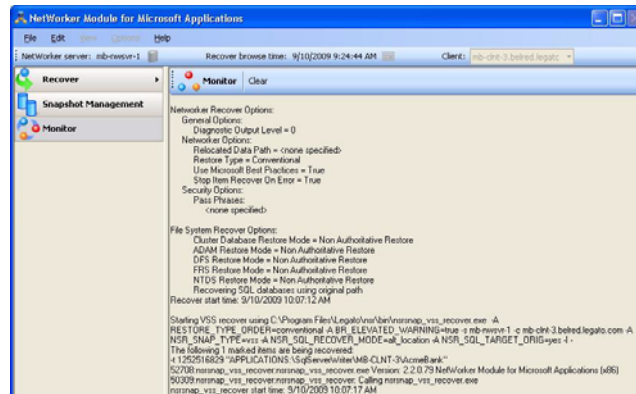 NetWorker Module for Microsoft Applications
File Edit View Options Help
NetWorker server: mb-nwsvr-1 Recover browse time: 9/10/2009 9:24:44 AM Client: mb-clnt-3.belred.legato
Recover
Monitor Clear
Snapshot Management
Monitor
Networker Recover Options:
General Options:
Diagnostic Output Level = 0
Networker Options:
Relocated Data Path = <none specified>
Restore Type = Conventional
Use Microsoft Best Practices = True
Stop Item Recover On Error = True
Security Options:
Pass Phrases:
<none specified>
File System Recover Options:
Cluster Database Restore Mode = Non Authoritative Restore
ADAM Restore Mode = Non Authoritative Restore
DFS Restore Mode = Non Authoritative Restore
FRS Restore Mode = Non Authoritative Restore
NTDS Restore Mode = Non Authoritative Restore
Recovering SQL databases using original path
Recover start time: 9/10/2009 10:07:12 AM
Starting VSS recover using C:\Program Files\Legato\nsr\bin\nsrsnap_vss_recover.exe -A
RESTORE_TYPE_ORDER=conventional -A BR_ELEVATED_WARNING=true -s mb-nwsvr-1 -c mb-clnt-3.belred.legato.com -A
NSR_SNAP_TYPE=vss -A NSR_SQL_RECOVER_MODE=alt_location -A NSR_SQL_TARGET_ORIG=yes -I -
The following 1 marked items are being recovered:
-t 1252516829 "APPLICATIONS:\SqlServerWriter\MB-CLNT-3\AcmeBank"
52708:nsrsnap_vss_recover:nsrsnap_vss_recover.exe Version: 2.2.0.79 NetWorker Module for Microsoft Applications (x86)
50309:nsrsnap_vss_recover:nsrsnap_vss_recover: Calling nsrsnap_vss_recover.exe
nsrsnap_vss_recover start time: 9/10/2009 10:07:17 AM